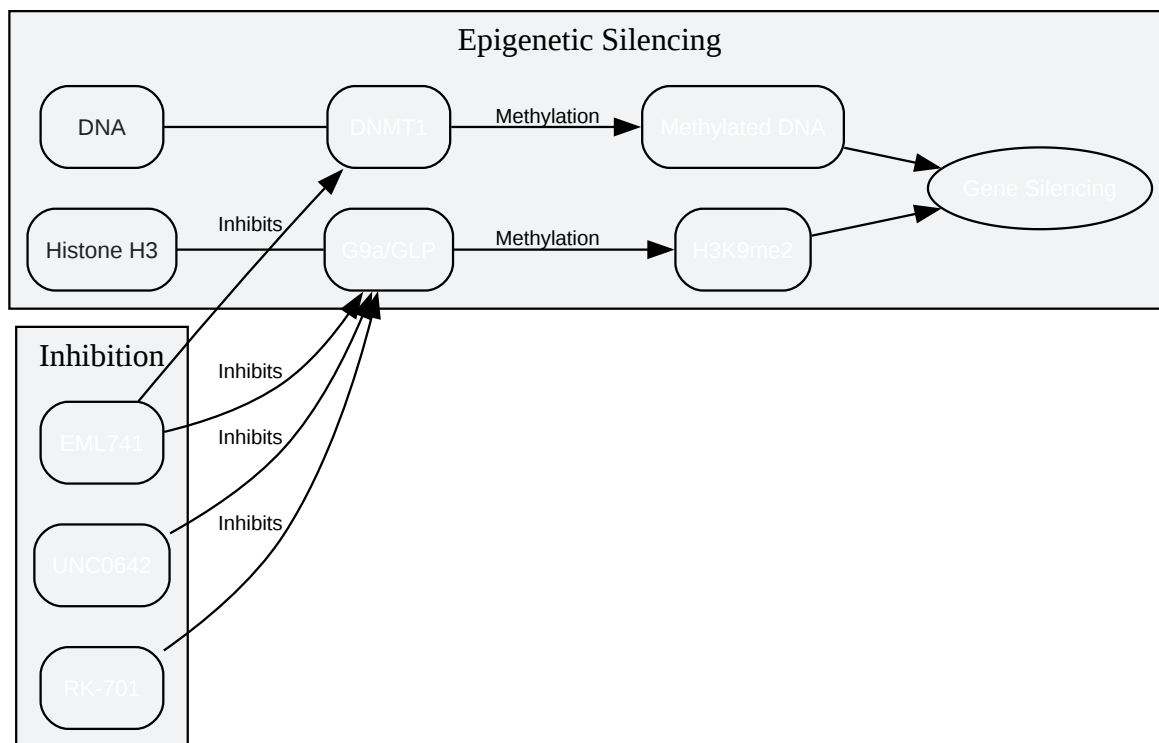 Epigenetic Silencing
DNA
DNMT1
Methylation
Methylated DNA
Gene Silencing
Histone H3
Inhibits
G9a/GLP
Methylation
H3K9me2
Inhibition
EML741
Inhibits
UNC0642
Inhibits
RK-701
Inhibits